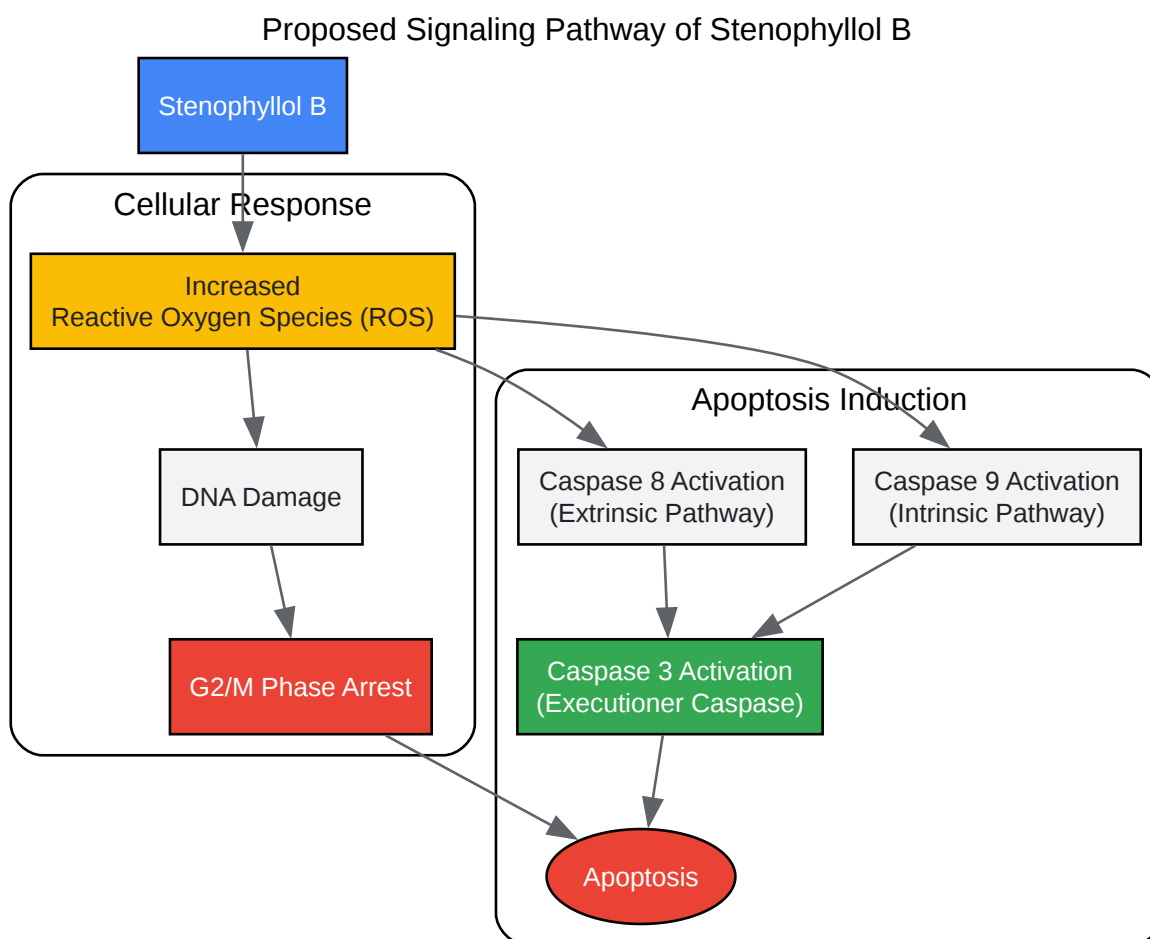 Proposed Signaling Pathway of Stenophyllol B
Stenophyllol B
Cellular Response
Increased
Reactive Oxygen Species (ROS)
Apoptosis Induction
DNA Damage
Caspase 8 Activation
(Extrinsic Pathway)
Caspase 9 Activation
(Intrinsic Pathway)
G2/M Phase Arrest
Caspase 3 Activation
(Executioner Caspase)
Apoptosis